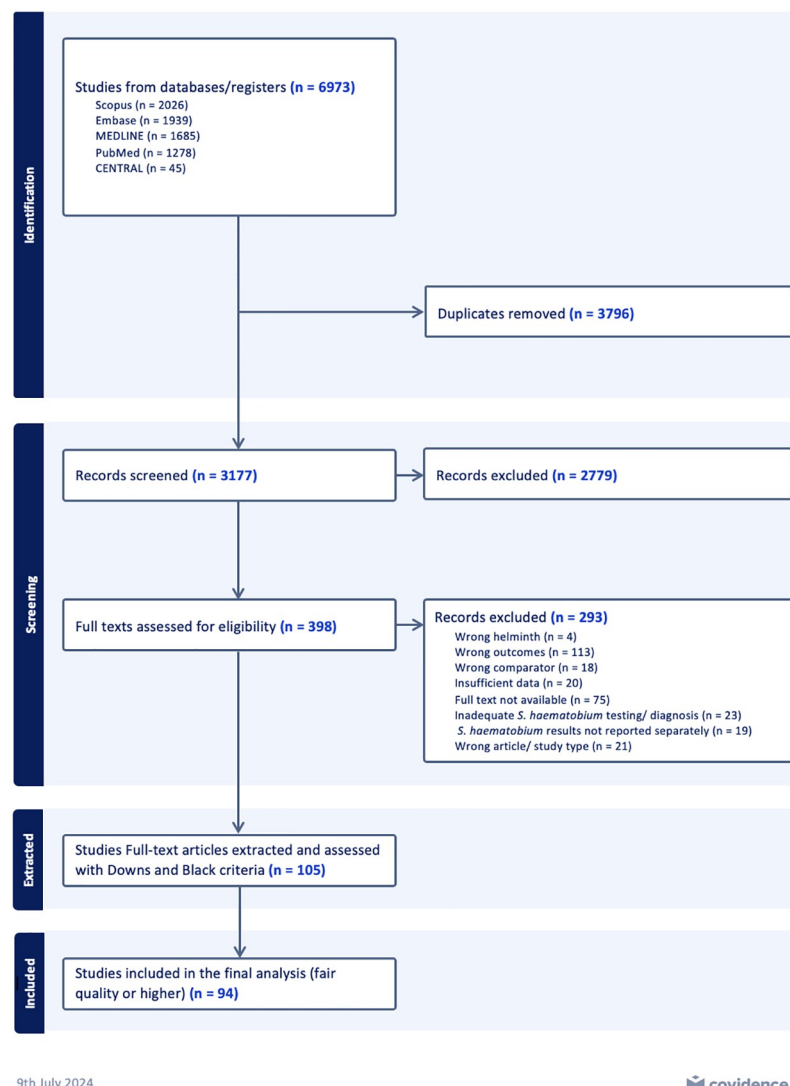 Identification
Studies from databases/registers (n = 6973)
Scopus (n = 2026)
Embase (n = 1939)
MEDLINE (n = 1685)
PubMed (n = 1278)
CENTRAL (n = 45)
Duplicates removed (n = 3796)
Screening
Records screened (n = 3177)
Records excluded (n = 2779)
Full texts assessed for eligibility (n = 398)
Records excluded (n = 293)
Wrong helminth (n = 4)
Wrong outcomes (n = 113)
Wrong comparator (n = 18)
Insufficient data (n = 20)
Full text not available (n = 75)
Inadequate S. haematobium testing/ diagnosis (n = 23)
S. haematobium results not reported separately (n = 19)
Wrong article/ study type (n = 21)
Extracted
Studies Full-text articles extracted and assessed
with Downs and Black criteria (n = 105)
Included
Studies included in the final analysis (fair
quality or higher) (n = 94)
9th July 2024
covidence